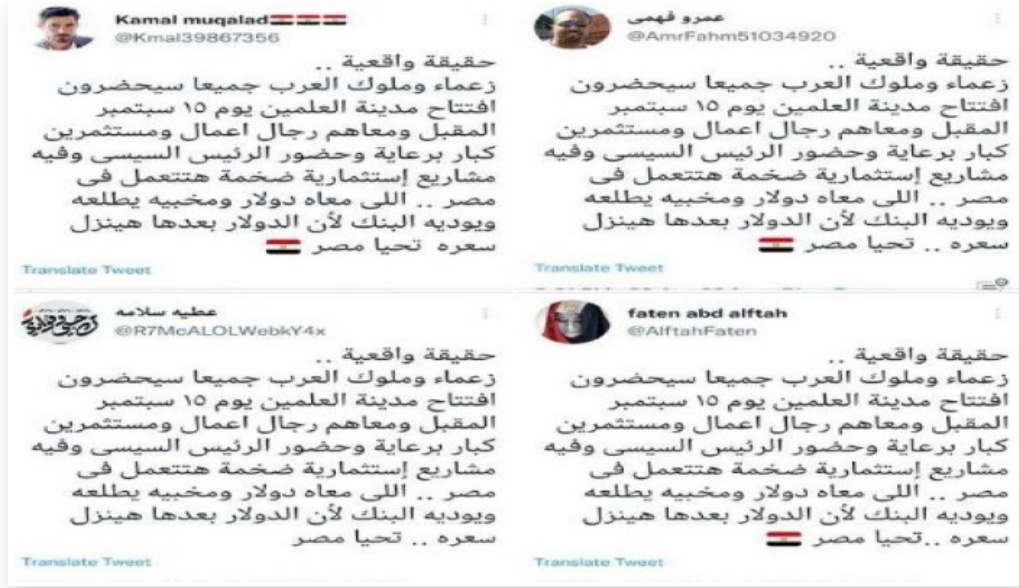 Kamal muqalad🇪🇬🇪🇬🇪🇬
@Kmal39867356
حقيقة واقعية ..
زعماء وملوك العرب جميعا سيحضرون
افتتاح مدينة العلمين يوم ١٥ سبتمبر
المقبل ومعاهم رجال اعمال ومستثمرين
كبار برعاية وحضور الرئيس السيسى وفيه
مشاريع إستثمارية ضخمة هتتعمل فى
مصر .. اللى معاه دولار ومخبيه يطلعه
ويوديه البنك لأن الدولار بعدها هينزل
سعره تحيا مصر 🇪🇬
Translate Tweet
عمرو فهمى
@AmrFahm51034920
حقيقة واقعية ..
زعماء وملوك العرب جميعا سيحضرون
افتتاح مدينة العلمين يوم ١٥ سبتمبر
المقبل ومعاهم رجال اعمال ومستثمرين
كبار برعاية وحضور الرئيس السيسى وفيه
مشاريع إستثمارية ضخمة هتتعمل فى
مصر .. اللى معاه دولار ومخبيه يطلعه
ويوديه البنك لأن الدولار بعدها هينزل
سعره .. تحيا مصر 🇪🇬
Translate Tweet
عطيه سلامه
@R7McALOLWebkY4x
حقيقة واقعية ..
زعماء وملوك العرب جميعا سيحضرون
افتتاح مدينة العلمين يوم ١٥ سبتمبر
المقبل ومعاهم رجال اعمال ومستثمرين
كبار برعاية وحضور الرئيس السيسى وفيه
مشاريع إستثمارية ضخمة هتتعمل فى
مصر .. اللى معاه دولار ومخبيه يطلعه
ويوديه البنك لأن الدولار بعدها هينزل
سعره .. تحيا مصر
Translate Tweet
faten abd alftah
@AlftahFaten
حقيقة واقعية ..
زعماء وملوك العرب جميعا سيحضرون
افتتاح مدينة العلمين يوم ١٥ سبتمبر
المقبل ومعاهم رجال اعمال ومستثمرين
كبار برعاية وحضور الرئيس السيسى وفيه
مشاريع إستثمارية ضخمة هتتعمل فى
مصر .. اللى معاه دولار ومخبيه يطلعه
ويوديه البنك لأن الدولار بعدها هينزل
سعره ..تحيا مصر 🇪🇬
Translate Tweet